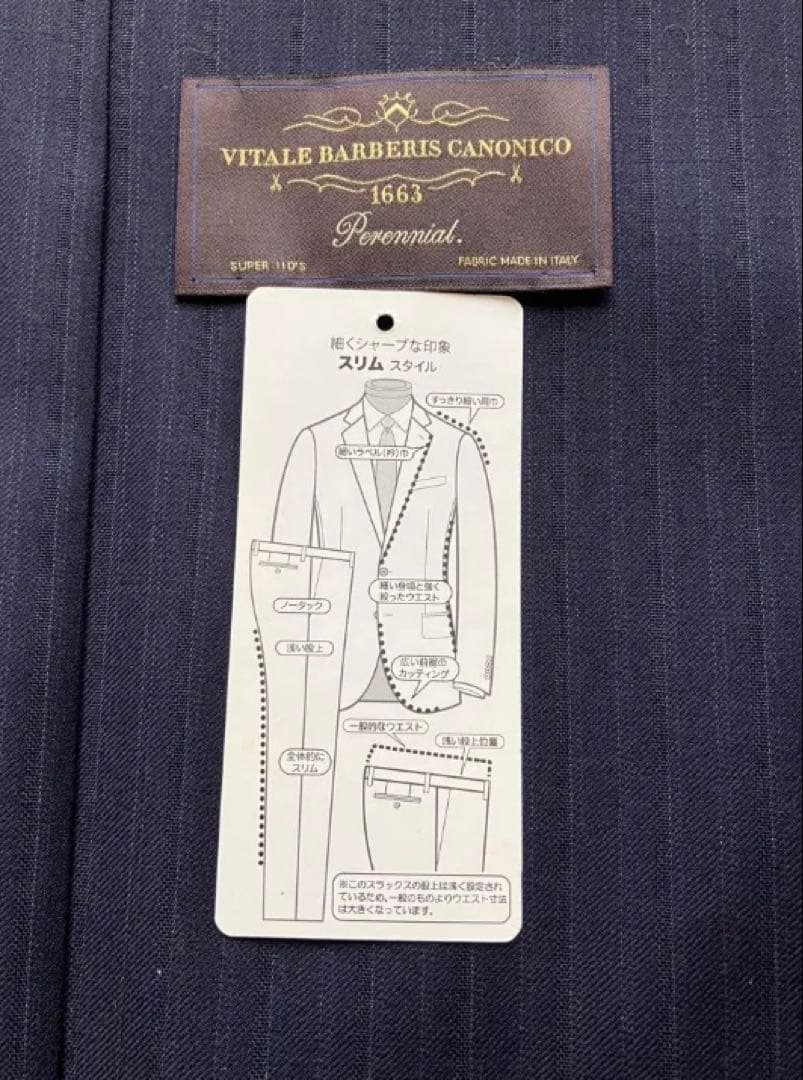 VITALE BARBERIS CANONICO
1663
Perennial.
SUPER 110'S
FABRIC MADE IN ITALY
細くシャープな印象
スリム スタイル
すっきり細い肩巾
細いラペル(衿)巾
細い身頃と強く
絞ったウエスト
ノータック
浅い股上
広い前裾の
カッティング
全体的に
スリム
一般的なウエスト
浅い股上位置
※このスラックスの股上は浅く設定され
ているため、一般のものよりウエスト寸法
は大きくなっています。